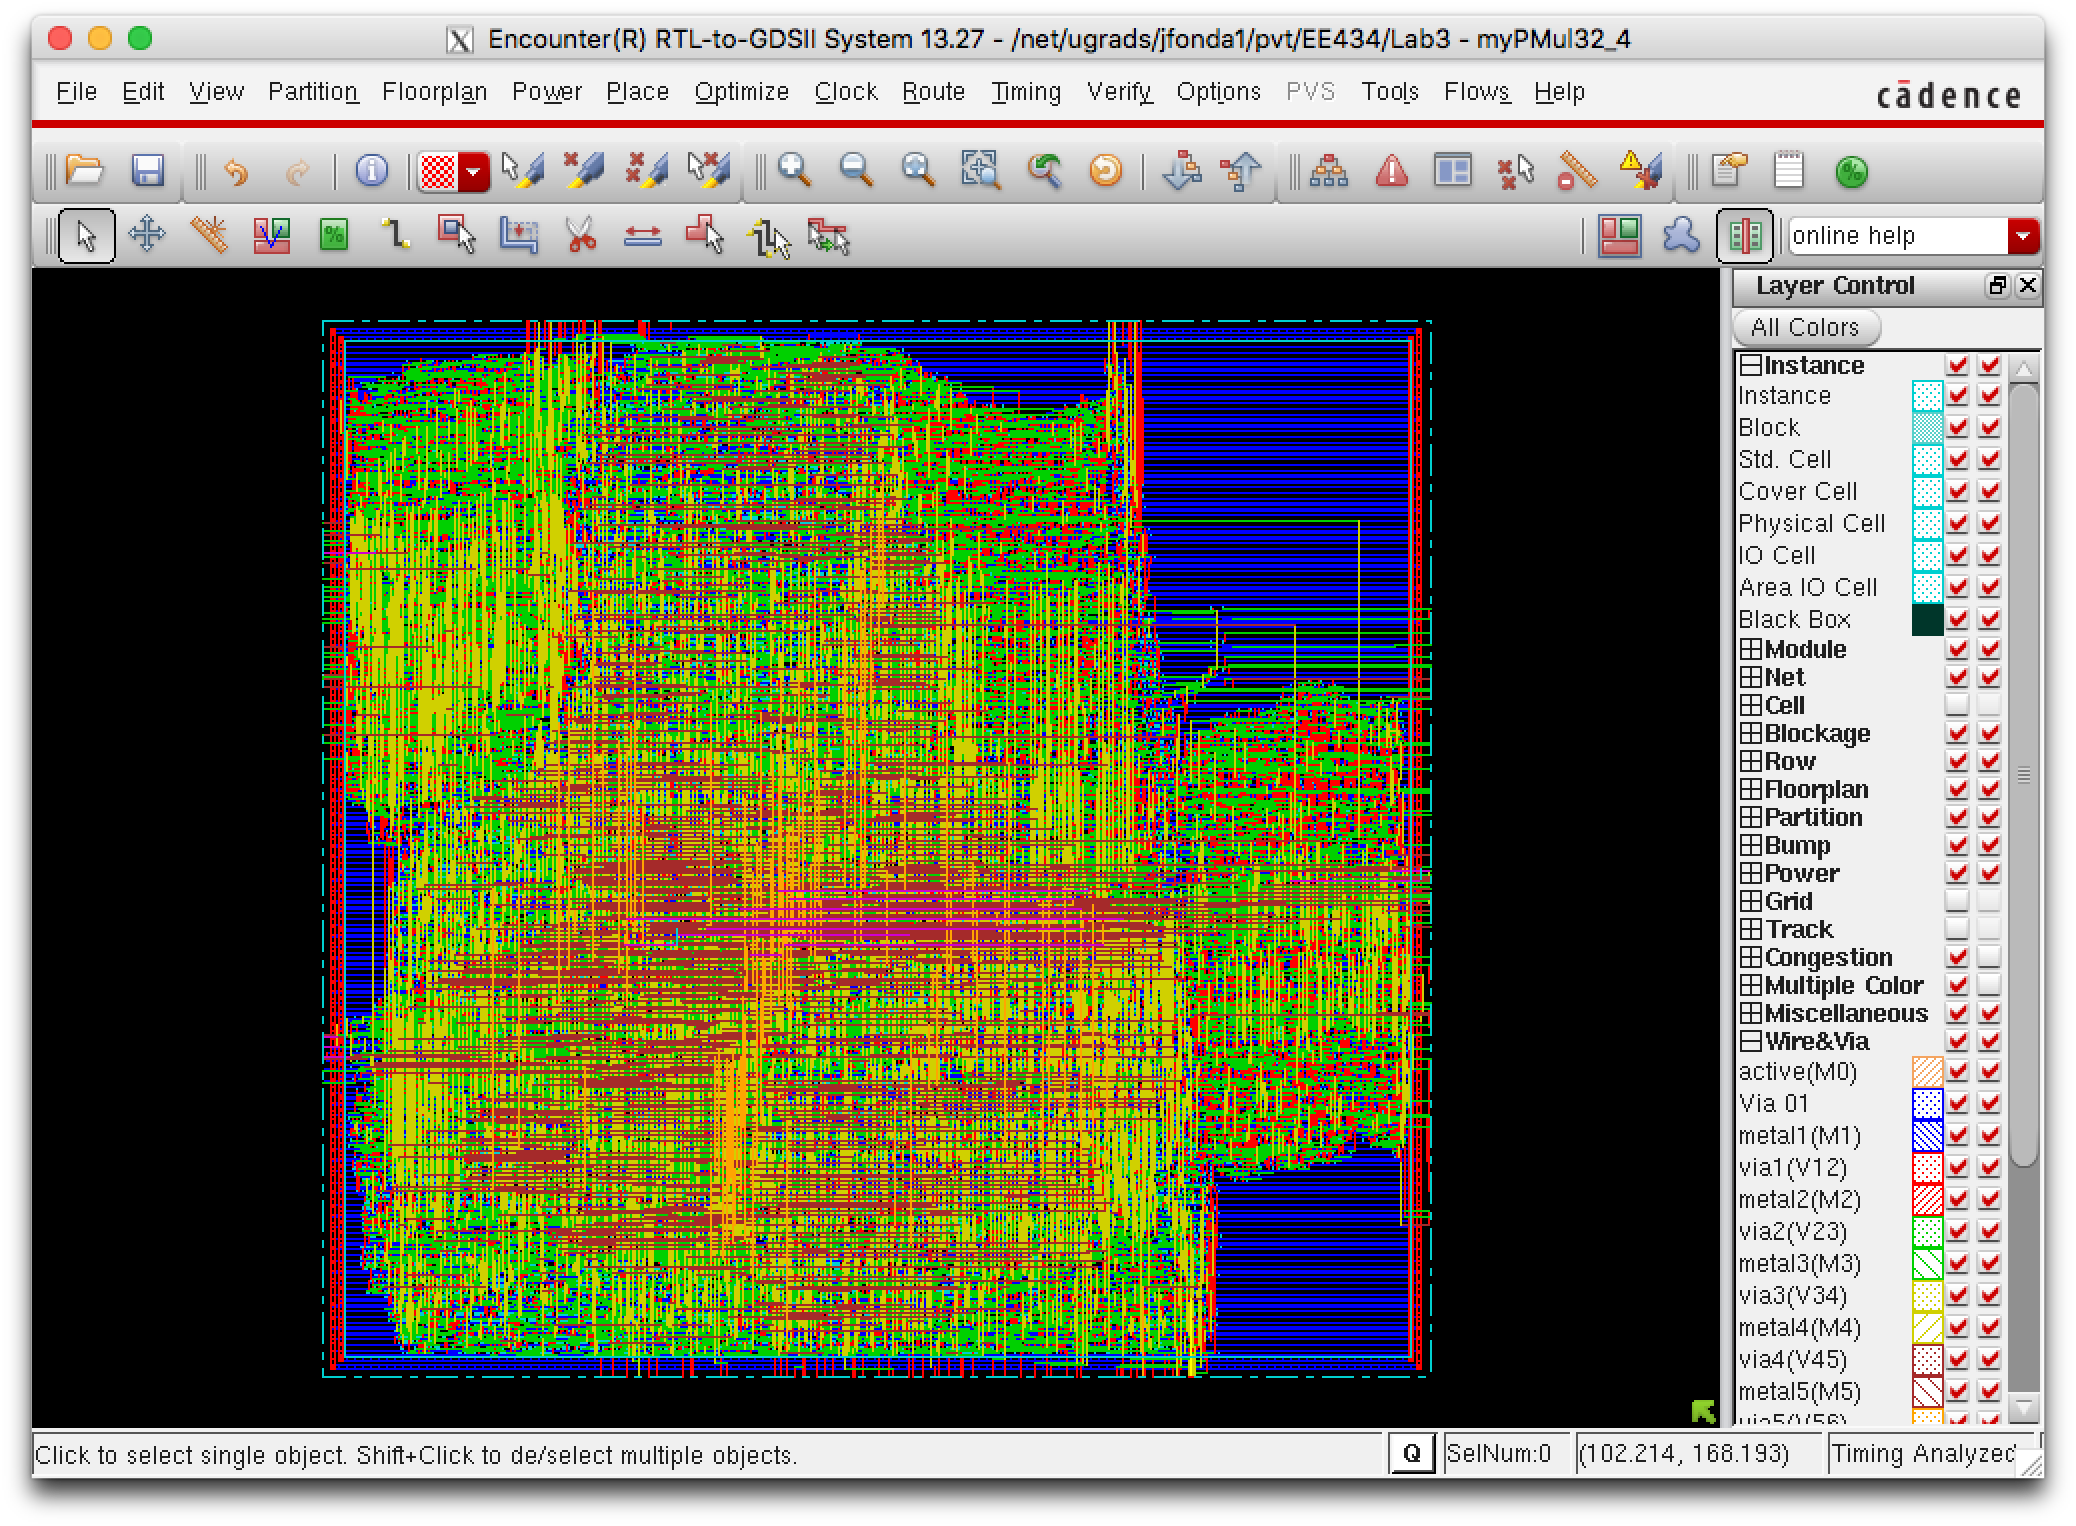 Encounter(R) RTL-to-GDSII System 13.27 - /net/ugrads/jfonda1/pvt/EE434/Lab3 - myPMul32_4
File Edit View Partition Floorplan Power Place Optimize Clock Route Timing Verify Options PVS Tools Flows Help
cādence
online help
Layer Control
All Colors
Instance
Instance
Block
Std. Cell
Cover Cell
Physical Cell
IO Cell
Area IO Cell
Black Box
Module
Net
Cell
Blockage
Row
Floorplan
Partition
Bump
Power
Grid
Track
Congestion
Multiple Color
Miscellaneous
Wire&Via
active(M0)
Via 01
metal1(M1)
via1(V12)
metal2(M2)
via2(V23)
metal3(M3)
via3(V34)
metal4(M4)
via4(V45)
metal5(M5)
via5(V56)
Click to select single object. Shift+Click to de/select multiple objects.
Q
SelNum:0
(102.214, 168.193)
Timing Analyzed